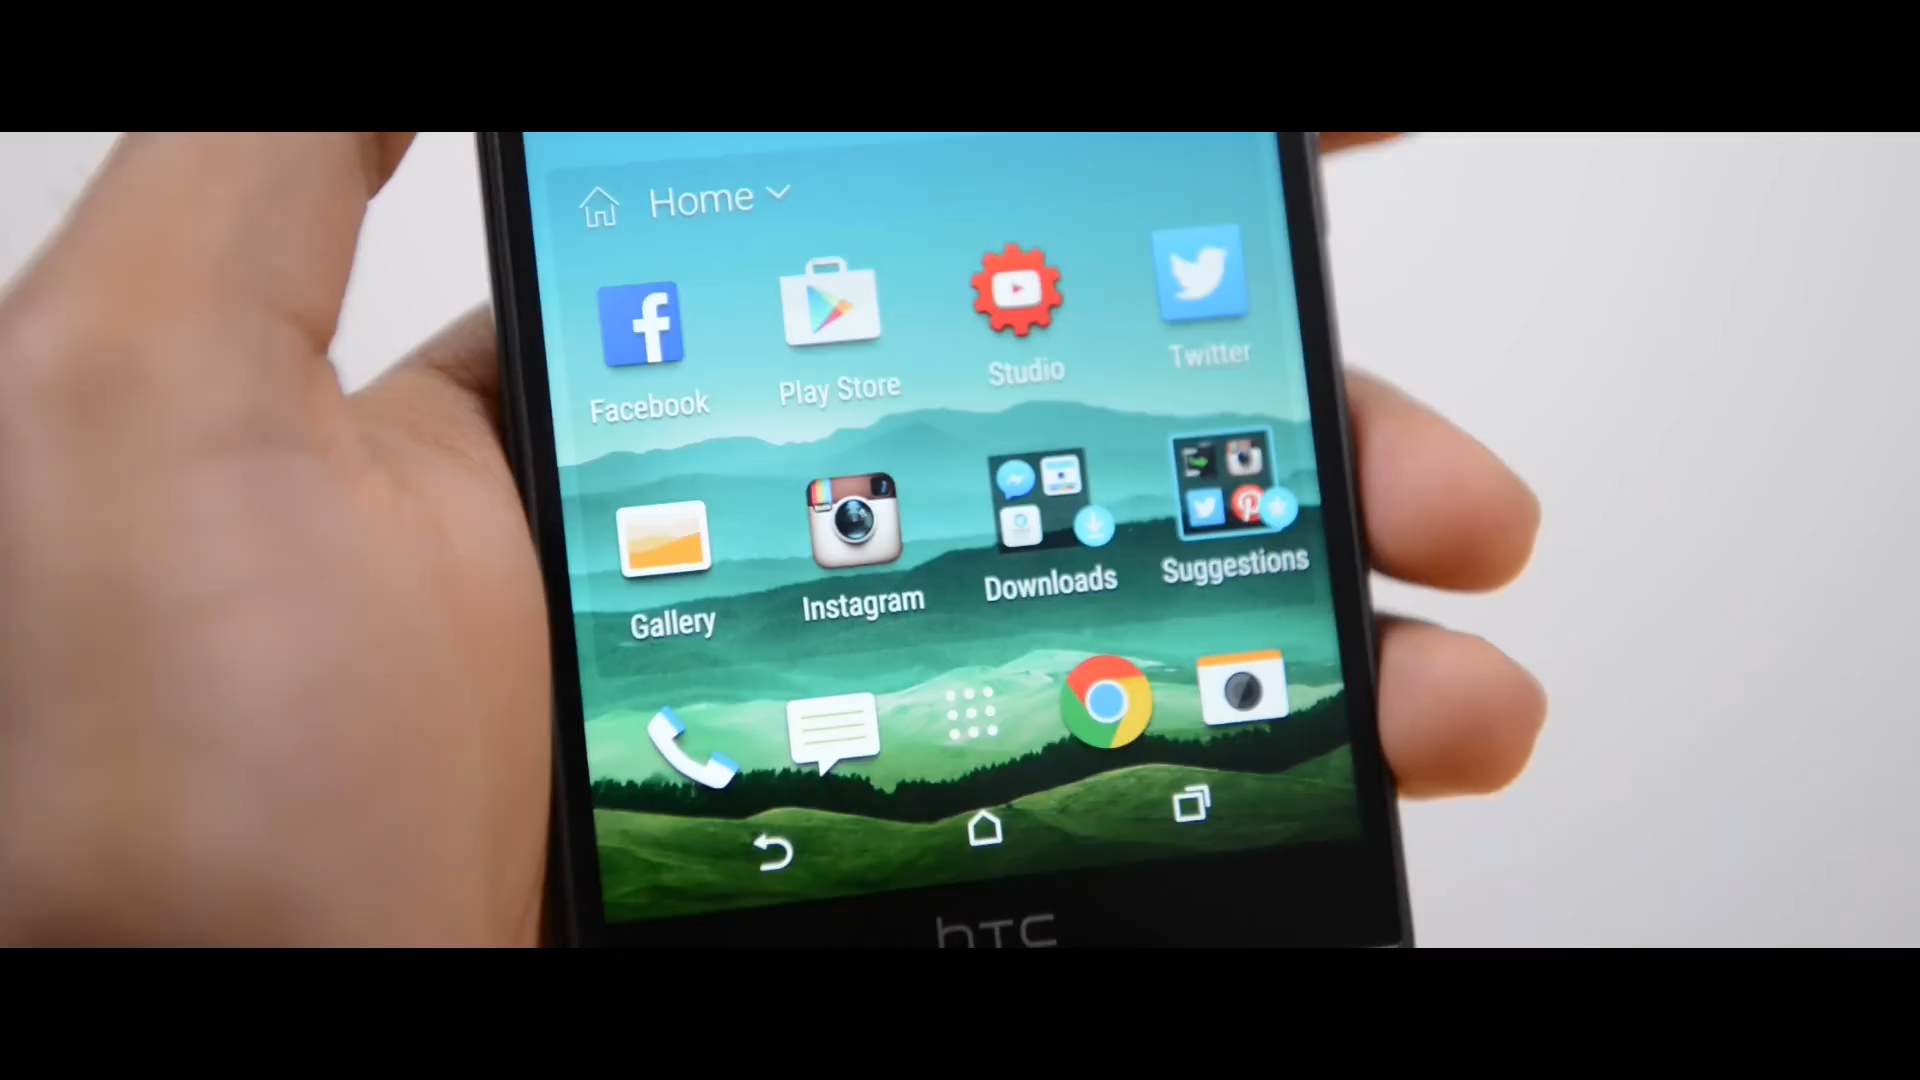 Home
Facebook
Play Store
Studio
Twitter
Gallery
Instagram
Downloads
Suggestions
hTC